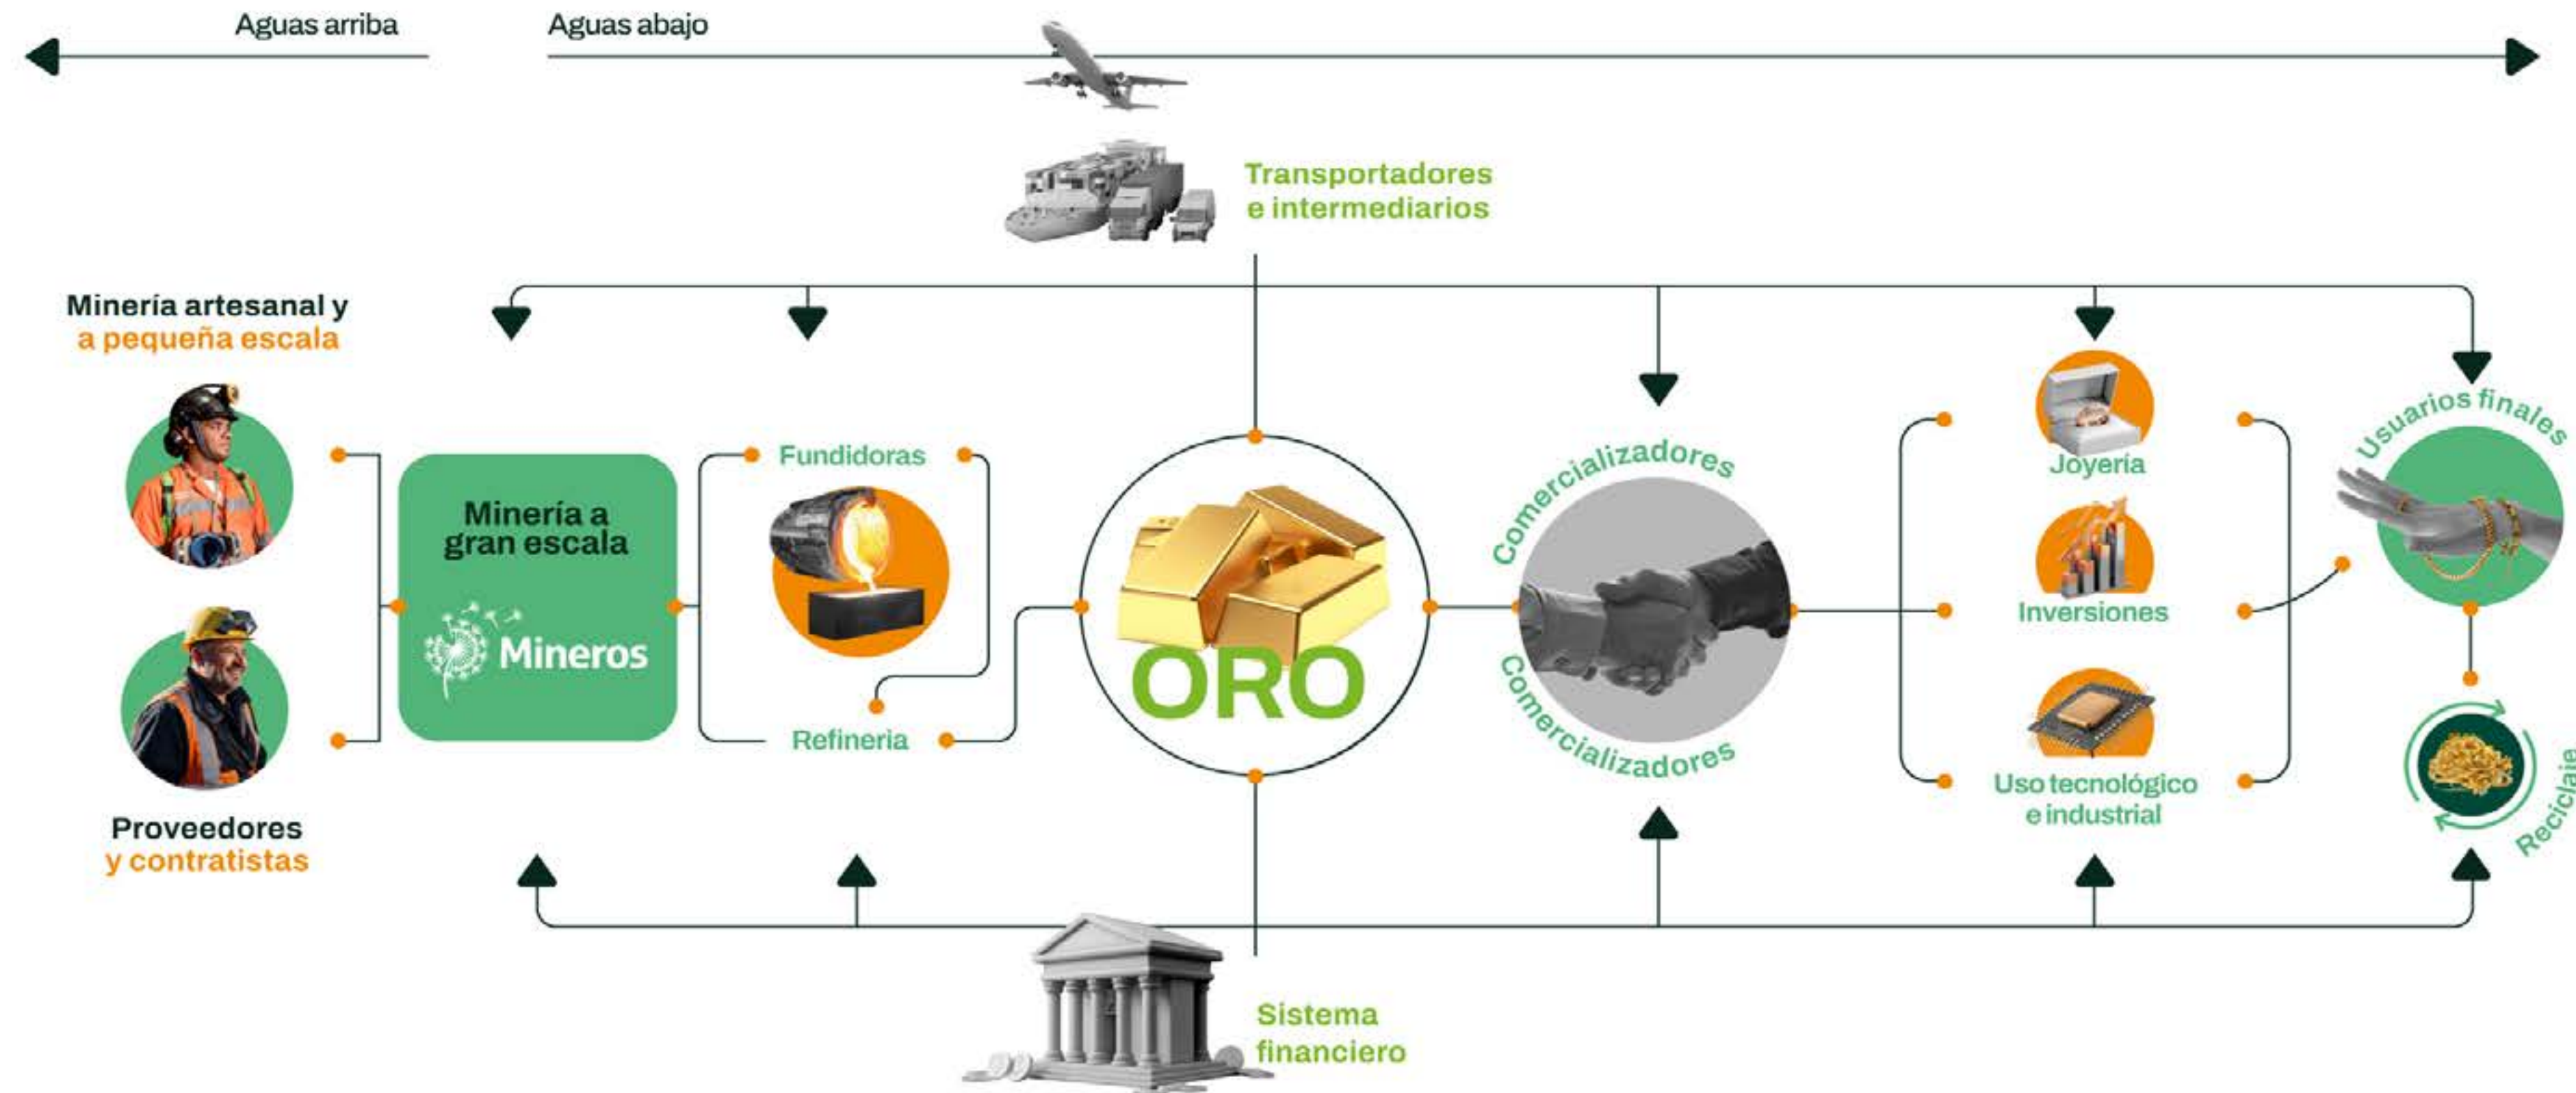 Aguas arriba
Aguas abajo
Transportadores
e intermediarios
Minería artesanal y
a pequeña escala
Proveedores
y contratistas
Minería a
gran escala
Mineros
Fundidoras
Refineria
ORO
Comercializadores
Comercializadores
Joyería
Inversiones
Uso tecnológico
e industrial
Usuarios finales
Reciclaje
Sistema
financiero